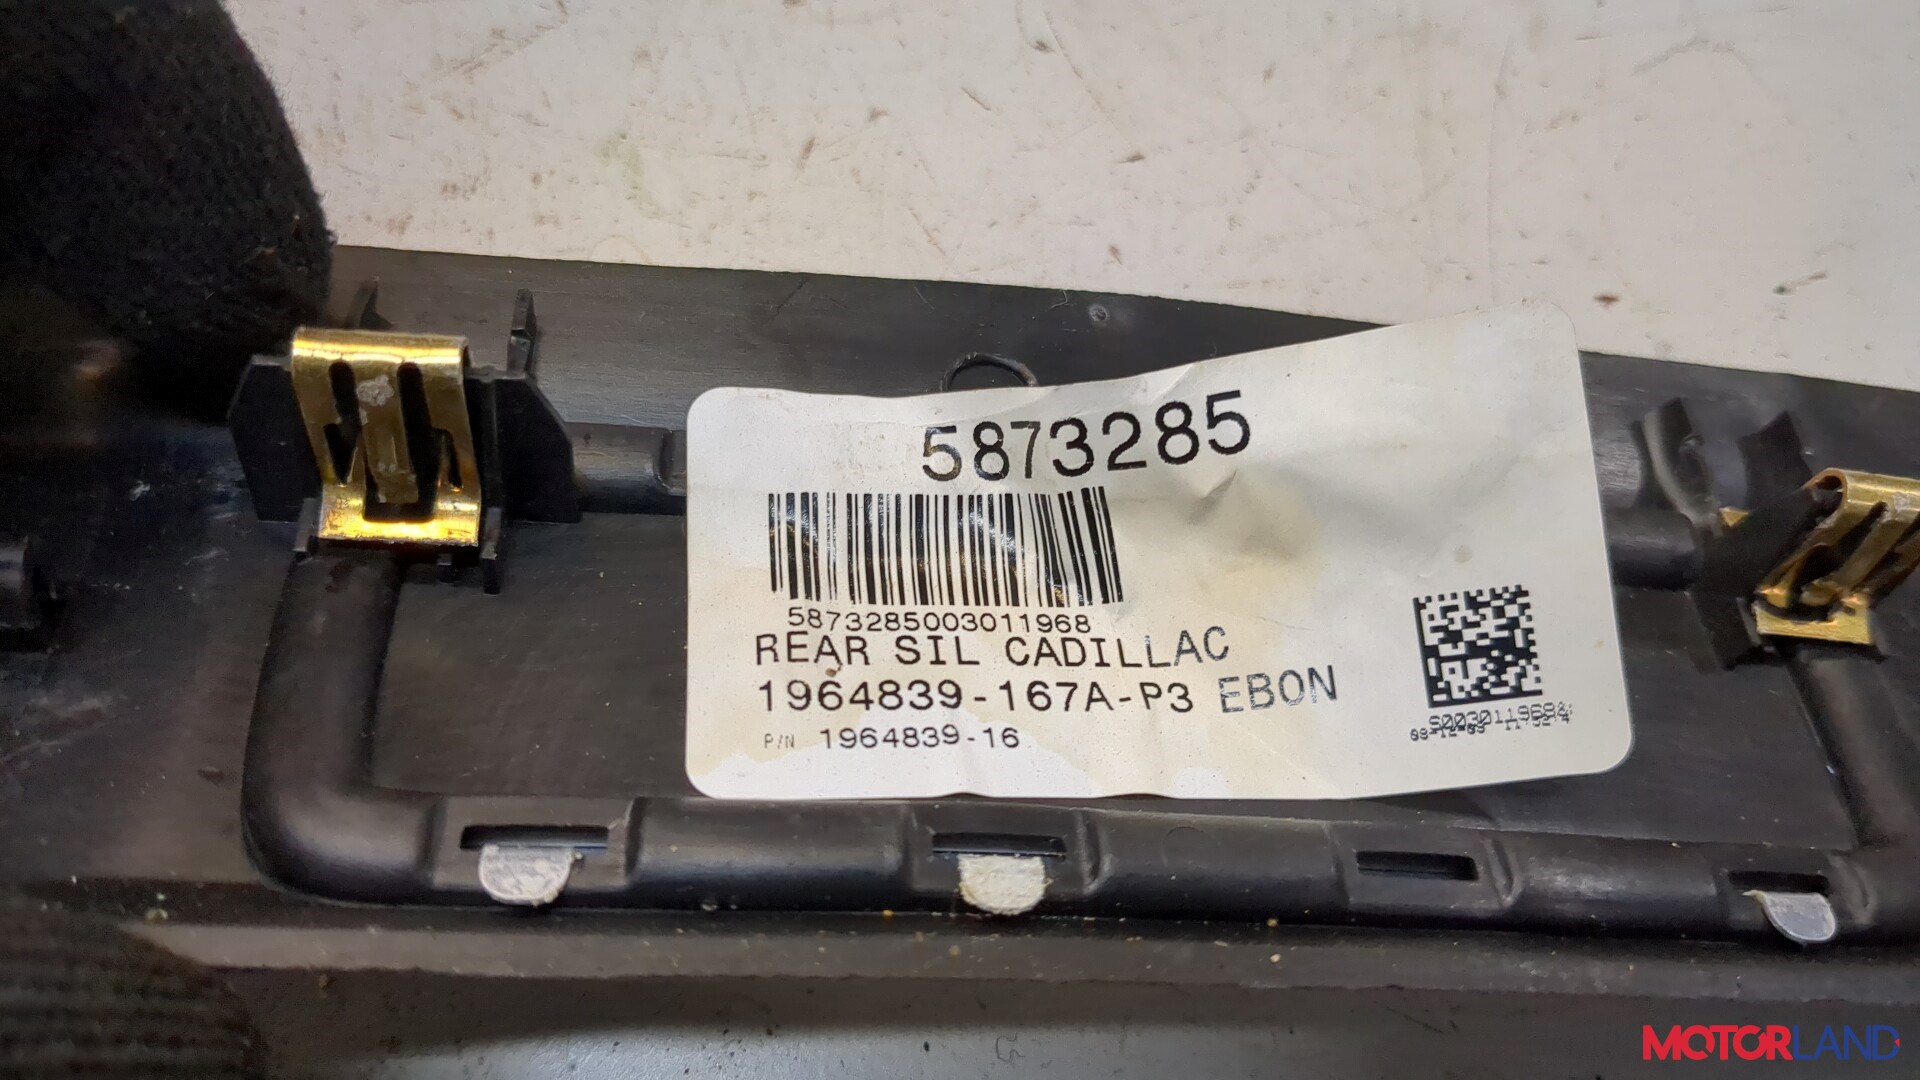 5873285
5873285003011968
REAR SIL CADILLAC
1964839-167A-P3 EBON
P/N 1964839-16
MOTORLAND